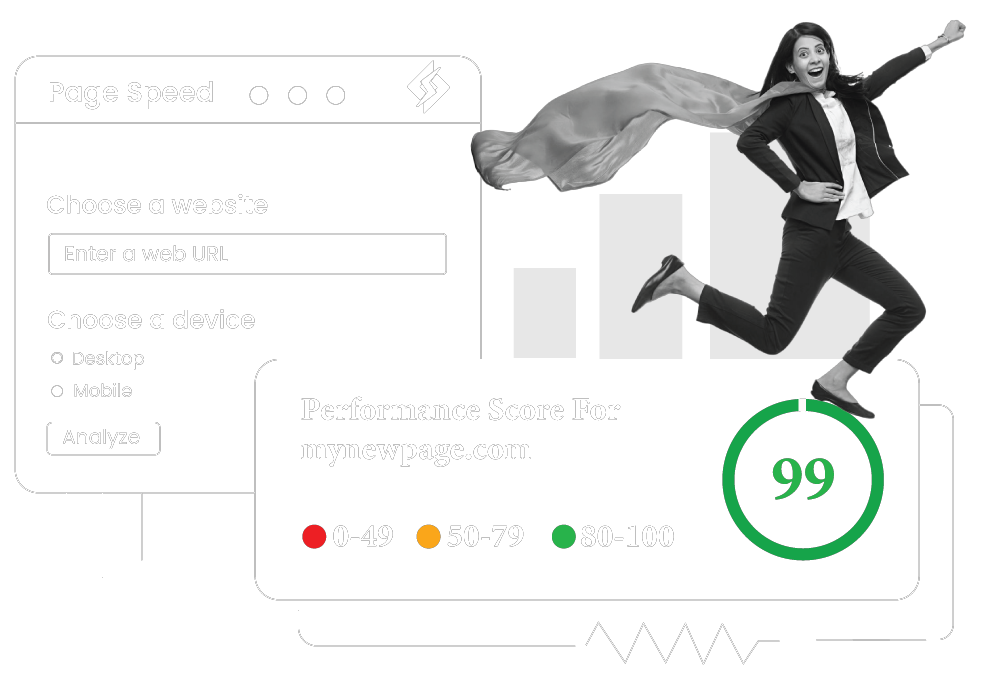 Page Speed
Choose a website
Enter a web URL
Choose a device
Desktop
Mobile
Analyze
Performance Score For
mynewpage.com
99
0-49 50-79 80-100